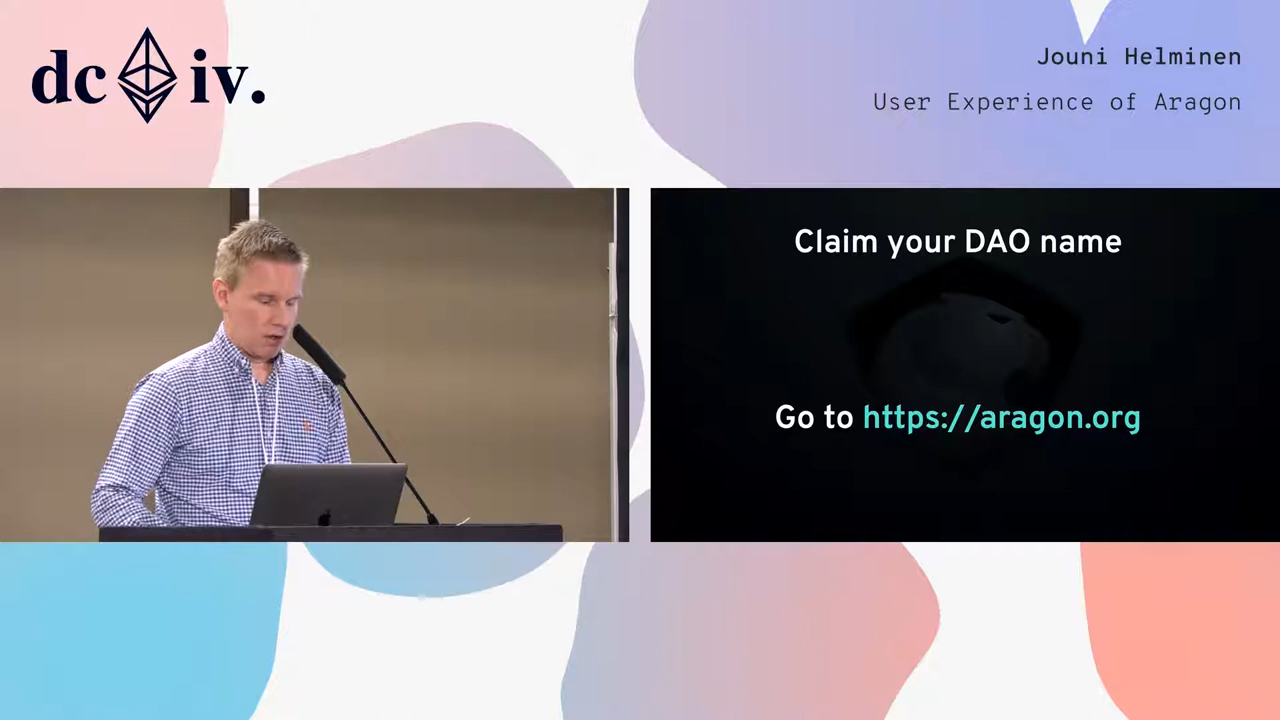 dc iv.
Jouni Helminen
User Experience of Aragon
Claim your DAO name
Go to https://aragon.org